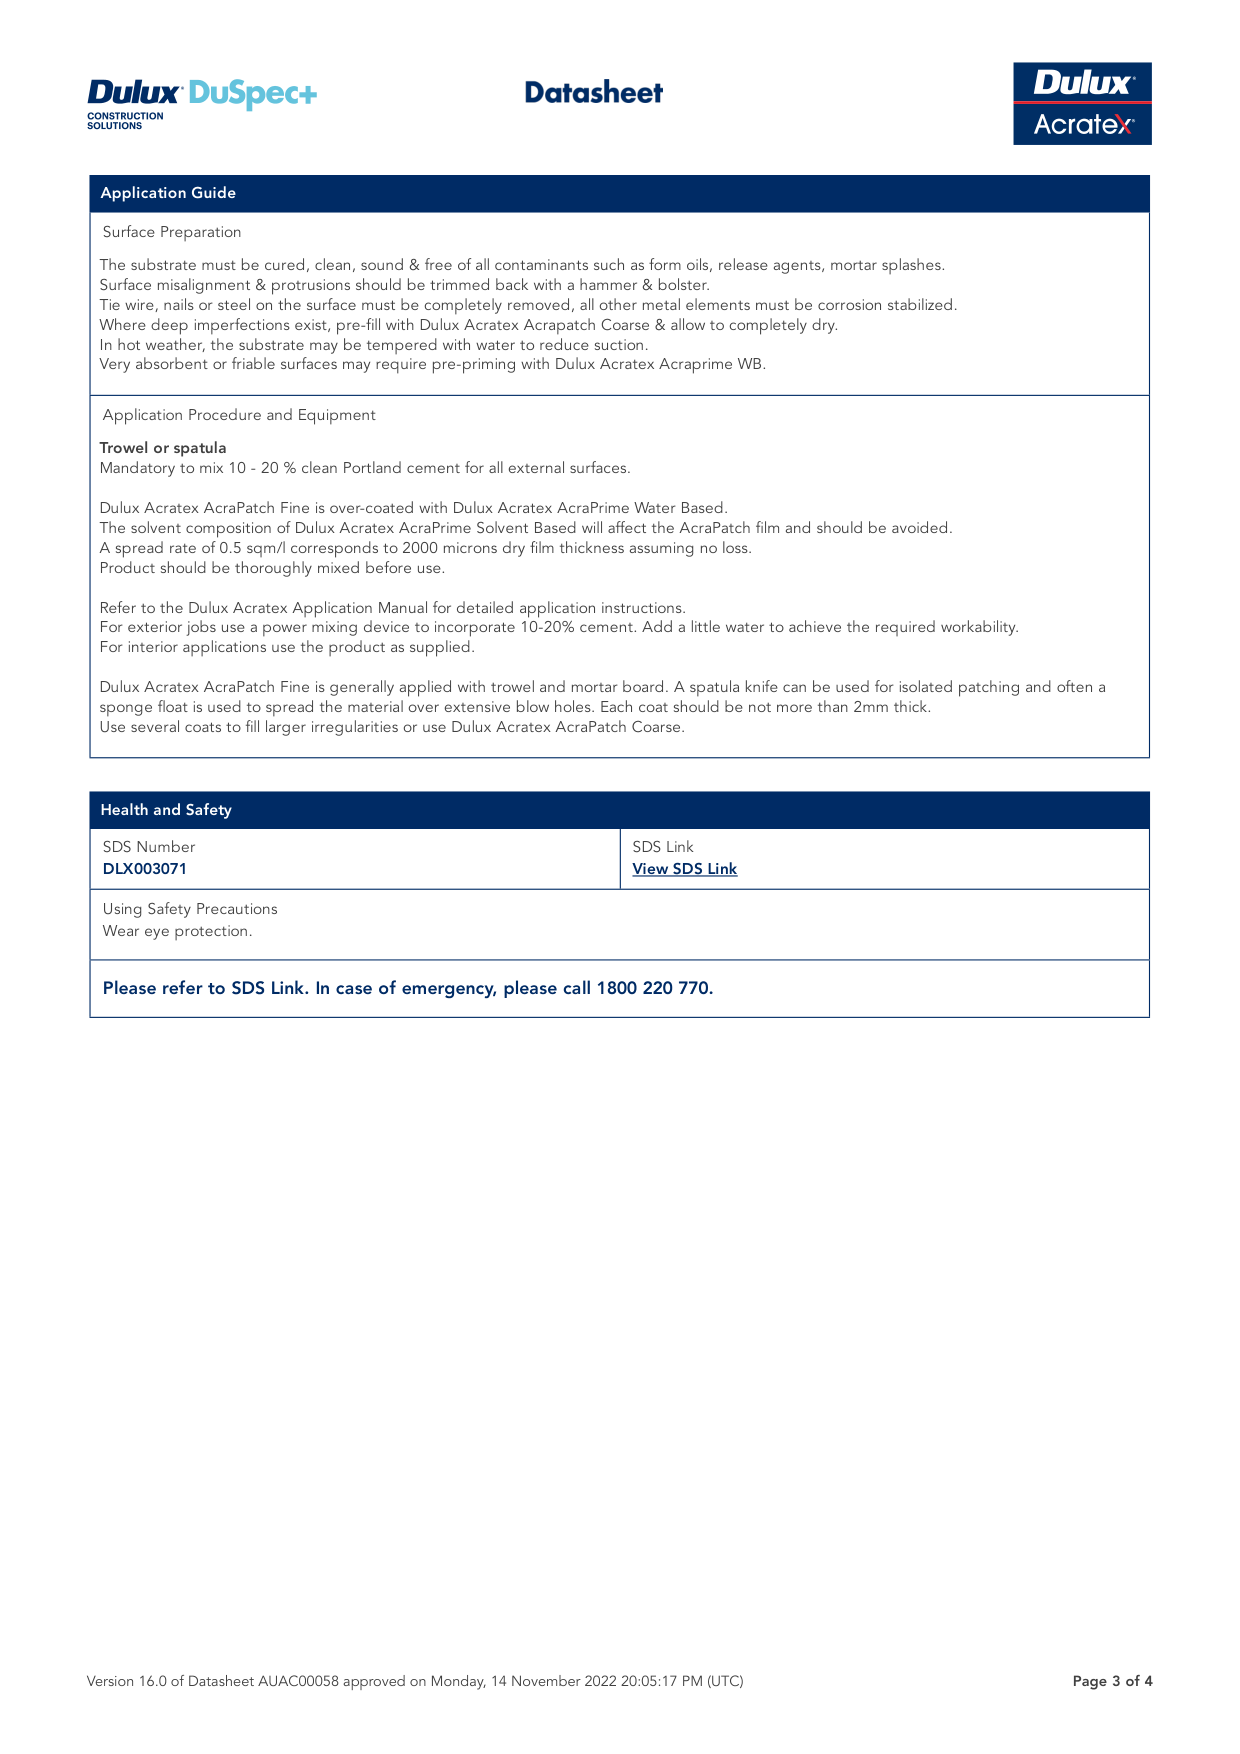 Dulux DuSpec+
CONSTRUCTION
SOLUTIONS
Datasheet
Dulux
Acratex
Application Guide
Surface Preparation
The substrate must be cured, clean, sound & free of all contaminants such as form oils, release agents, mortar splashes.
Surface misalignment & protrusions should be trimmed back with a hammer & bolster.
Tie wire, nails or steel on the surface must be completely removed, all other metal elements must be corrosion stabilized.
Where deep imperfections exist, pre-fill with Dulux Acratex Acrapatch Coarse & allow to completely dry.
In hot weather, the substrate may be tempered with water to reduce suction.
Very absorbent or friable surfaces may require pre-priming with Dulux Acratex Acraprime WB.
Application Procedure and Equipment
Trowel or spatula
Mandatory to mix 10 - 20 % clean Portland cement for all external surfaces.
Dulux Acratex AcraPatch Fine is over-coated with Dulux Acratex AcraPrime Water Based.
The solvent composition of Dulux Acratex AcraPrime Solvent Based will affect the AcraPatch film and should be avoided.
A spread rate of 0.5 sqm/l corresponds to 2000 microns dry film thickness assuming no loss.
Product should be thoroughly mixed before use.
Refer to the Dulux Acratex Application Manual for detailed application instructions.
For exterior jobs use a power mixing device to incorporate 10-20% cement. Add a little water to achieve the required workability.
For interior applications use the product as supplied.
Dulux Acratex AcraPatch Fine is generally applied with trowel and mortar board. A spatula knife can be used for isolated patching and often a
sponge float is used to spread the material over extensive blow holes. Each coat should be not more than 2mm thick.
Use several coats to fill larger irregularities or use Dulux Acratex AcraPatch Coarse.
Health and Safety
SDS Number
DLX003071
SDS Link
View SDS Link
Using Safety Precautions
Wear eye protection.
Please refer to SDS Link. In case of emergency, please call 1800 220 770.
Version 16.0 of Datasheet AUAC00058 approved on Monday, 14 November 2022 20:05:17 PM (UTC)
Page 3 of 4